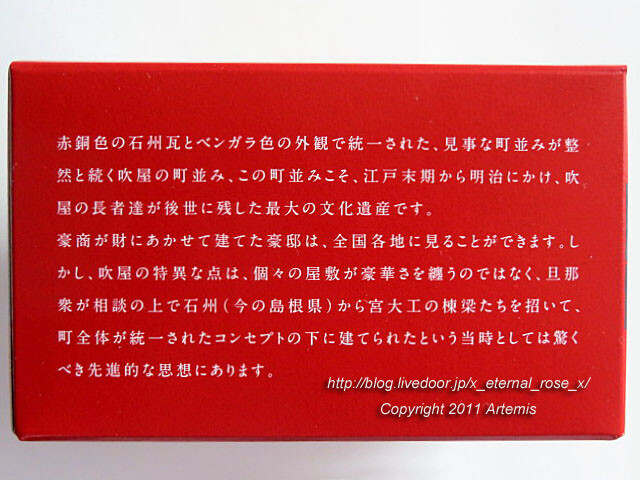 赤銅色の石州瓦とベンガラ色の外観で統一された、見事な町並みが整
然と続く吹屋の町並み、この町並みこそ、江戸末期から明治にかけ、吹
屋の長者達が後世に残した最大の文化遺産です。
豪商が財にあかせて建てた豪邸は、全国各地に見ることができます。し
かし、吹屋の特異な点は、個々の屋敷が豪華さを纏うのではなく、旦那
衆が相談の上で石州(今の島根県)から宮大工の棟梁たちを招いて、
町全体が統一されたコンセプトの下に建てられたという当時としては驚く
べき先進的な思想にあります。
http://blog.livedoor.jp/x_eternal_rose_x/
Copyright 2011 Artemis